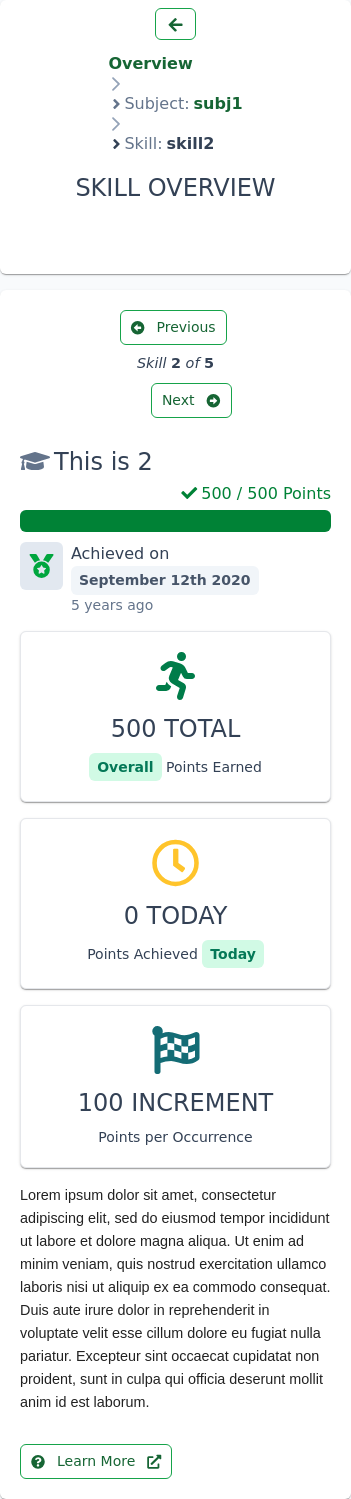 Overview
Subject: subj1
Skill: skill2
SKILL OVERVIEW
Previous
Skill 2 of 5
Next
This is 2
500 / 500 Points
Achieved on
September 12th 2020
5 years ago
500 TOTAL
Overall Points Earned
0 TODAY
Points Achieved Today
100 INCREMENT
Points per Occurrence
Lorem ipsum dolor sit amet, consectetur
adipiscing elit, sed do eiusmod tempor incididunt
ut labore et dolore magna aliqua. Ut enim ad
minim veniam, quis nostrud exercitation ullamco
laboris nisi ut aliquip ex ea commodo consequat.
Duis aute irure dolor in reprehenderit in
voluptate velit esse cillum dolore eu fugiat nulla
pariatur. Excepteur sint occaecat cupidatat non
proident, sunt in culpa qui officia deserunt mollit
anim id est laborum.
Learn More